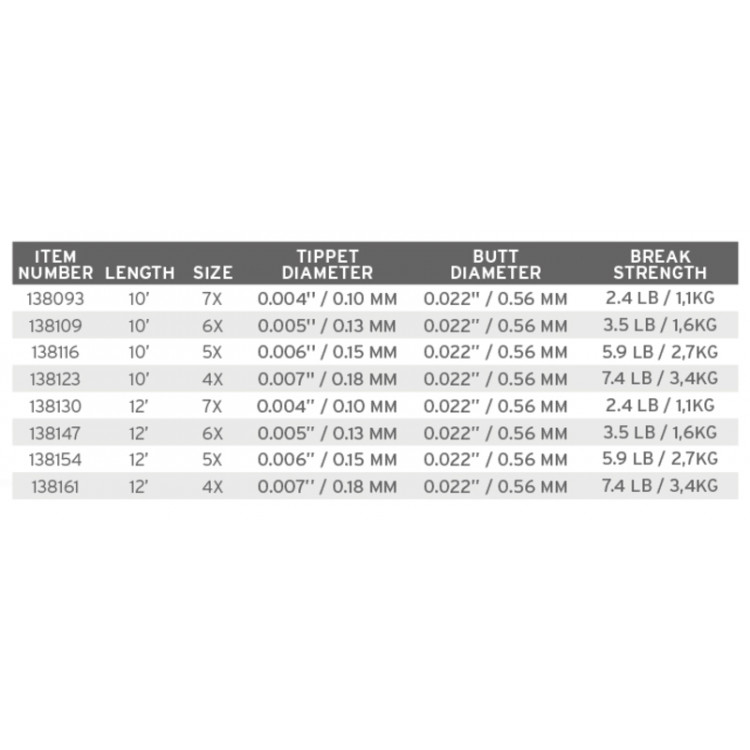 ITEM NUMBER LENGTH SIZE TIPPET DIAMETER BUTT DIAMETER BREAK STRENGTH
138093 10' 7X 0.004'' / 0.10 MM 0.022'' / 0.56 MM 2.4 LB / 1,1KG
138109 10' 6X 0.005'' / 0.13 MM 0.022'' / 0.56 MM 3.5 LB / 1,6KG
138116 10' 5X 0.006'' / 0.15 MM 0.022'' / 0.56 MM 5.9 LB / 2,7KG
138123 10' 4X 0.007'' / 0.18 MM 0.022'' / 0.56 MM 7.4 LB / 3,4KG
138130 12' 7X 0.004'' / 0.10 MM 0.022'' / 0.56 MM 2.4 LB / 1,1KG
138147 12' 6X 0.005'' / 0.13 MM 0.022'' / 0.56 MM 3.5 LB / 1,6KG
138154 12' 5X 0.006'' / 0.15 MM 0.022'' / 0.56 MM 5.9 LB / 2,7KG
138161 12' 4X 0.007'' / 0.18 MM 0.022'' / 0.56 MM 7.4 LB / 3,4KG